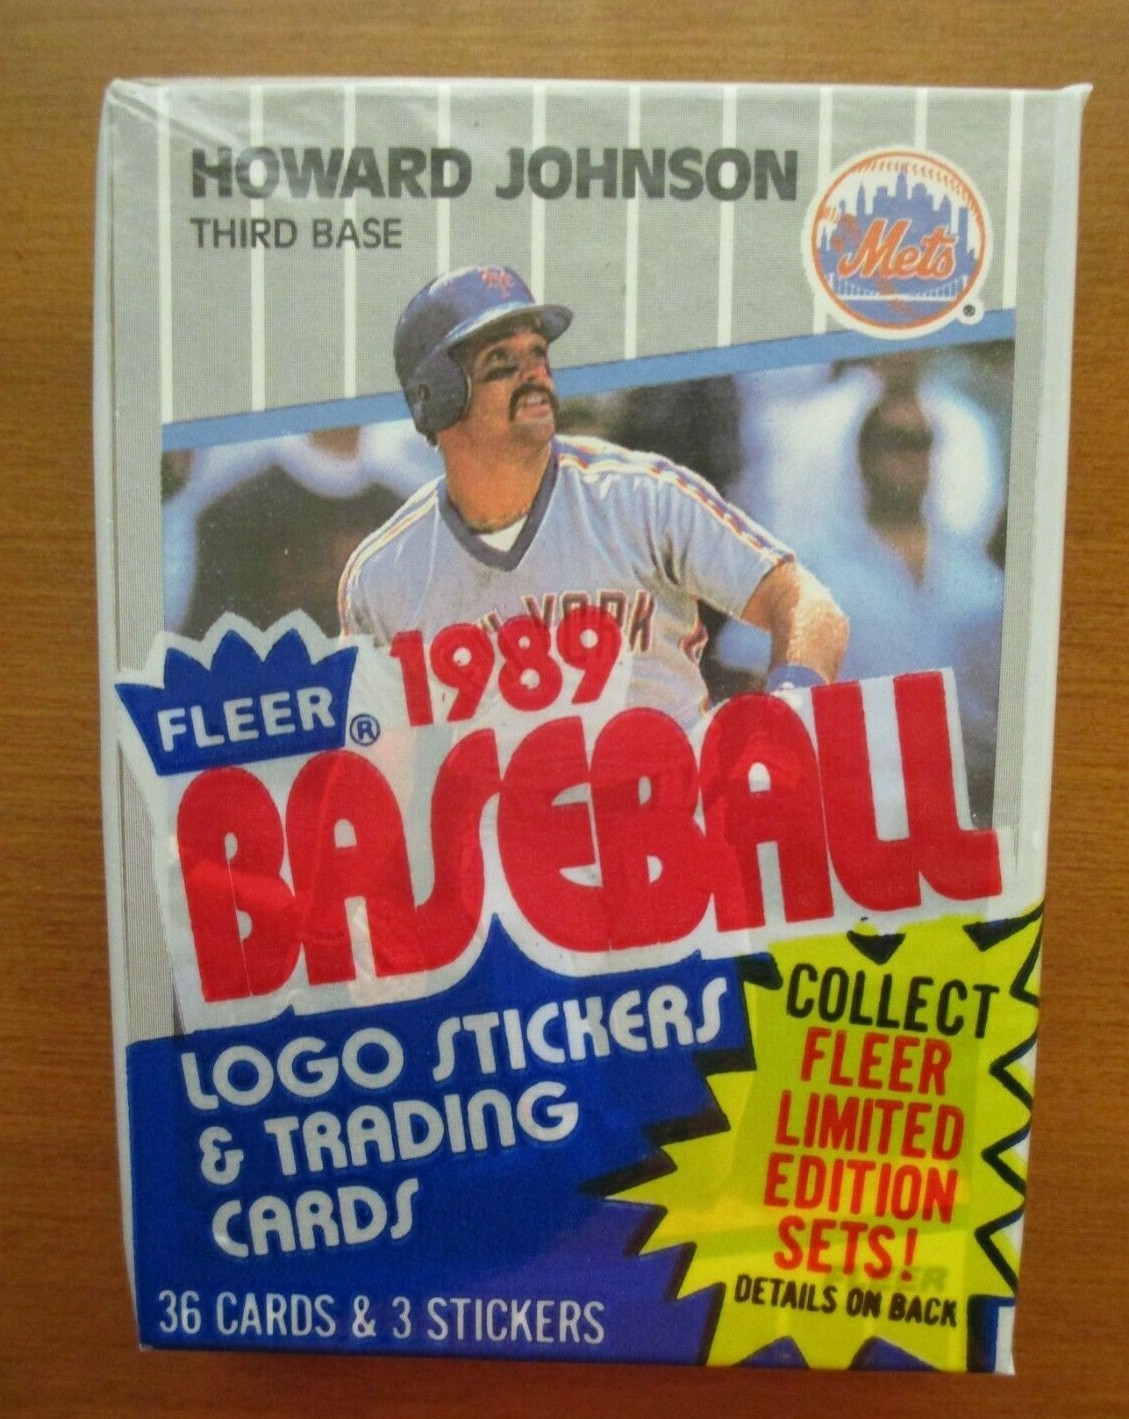 HOWARD JOHNSON
THIRD BASE
Mets
®
YORK
FLEER®
1989
BASEBALL
LOGO STICKERS
& TRADING
CARDS
36 CARDS & 3 STICKERS
COLLECT
FLEER
LIMITED
EDITION
SETS!
DETAILS ON BACK
FLEER